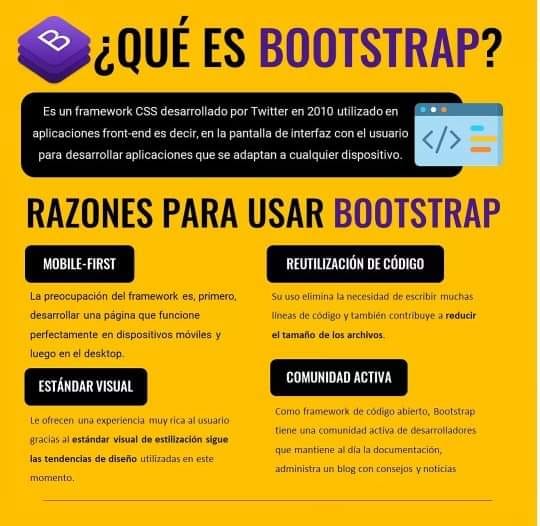 B
¿QUÉ ES BOOTSTRAP?
Es un framework CSS desarrollado por Twitter en 2010 utilizado en
aplicaciones front-end es decir, en la pantalla de interfaz con el usuario
para desarrollar aplicaciones que se adaptan a cualquier dispositivo.
</>
RAZONES PARA USAR BOOTSTRAP
MOBILE-FIRST
La preocupación del framework es, primero,
desarrollar una página que funcione
perfectamente en dispositivos móviles y
luego en el desktop.
REUTILIZACIÓN DE CÓDIGO
Su uso elimina la necesidad de escribir muchas
líneas de código y también contribuye a reducir
el tamaño de los archivos.
ESTÁNDAR VISUAL
Le ofrecen una experiencia muy rica al usuario
gracias al estándar visual de estilización sigue
las tendencias de diseño utilizadas en este
momento.
COMUNIDAD ACTIVA
Como framework de código abierto, Bootstrap
tiene una comunidad activa de desarrolladores
que mantiene al día la documentación,
administra un blog con consejos y noticias